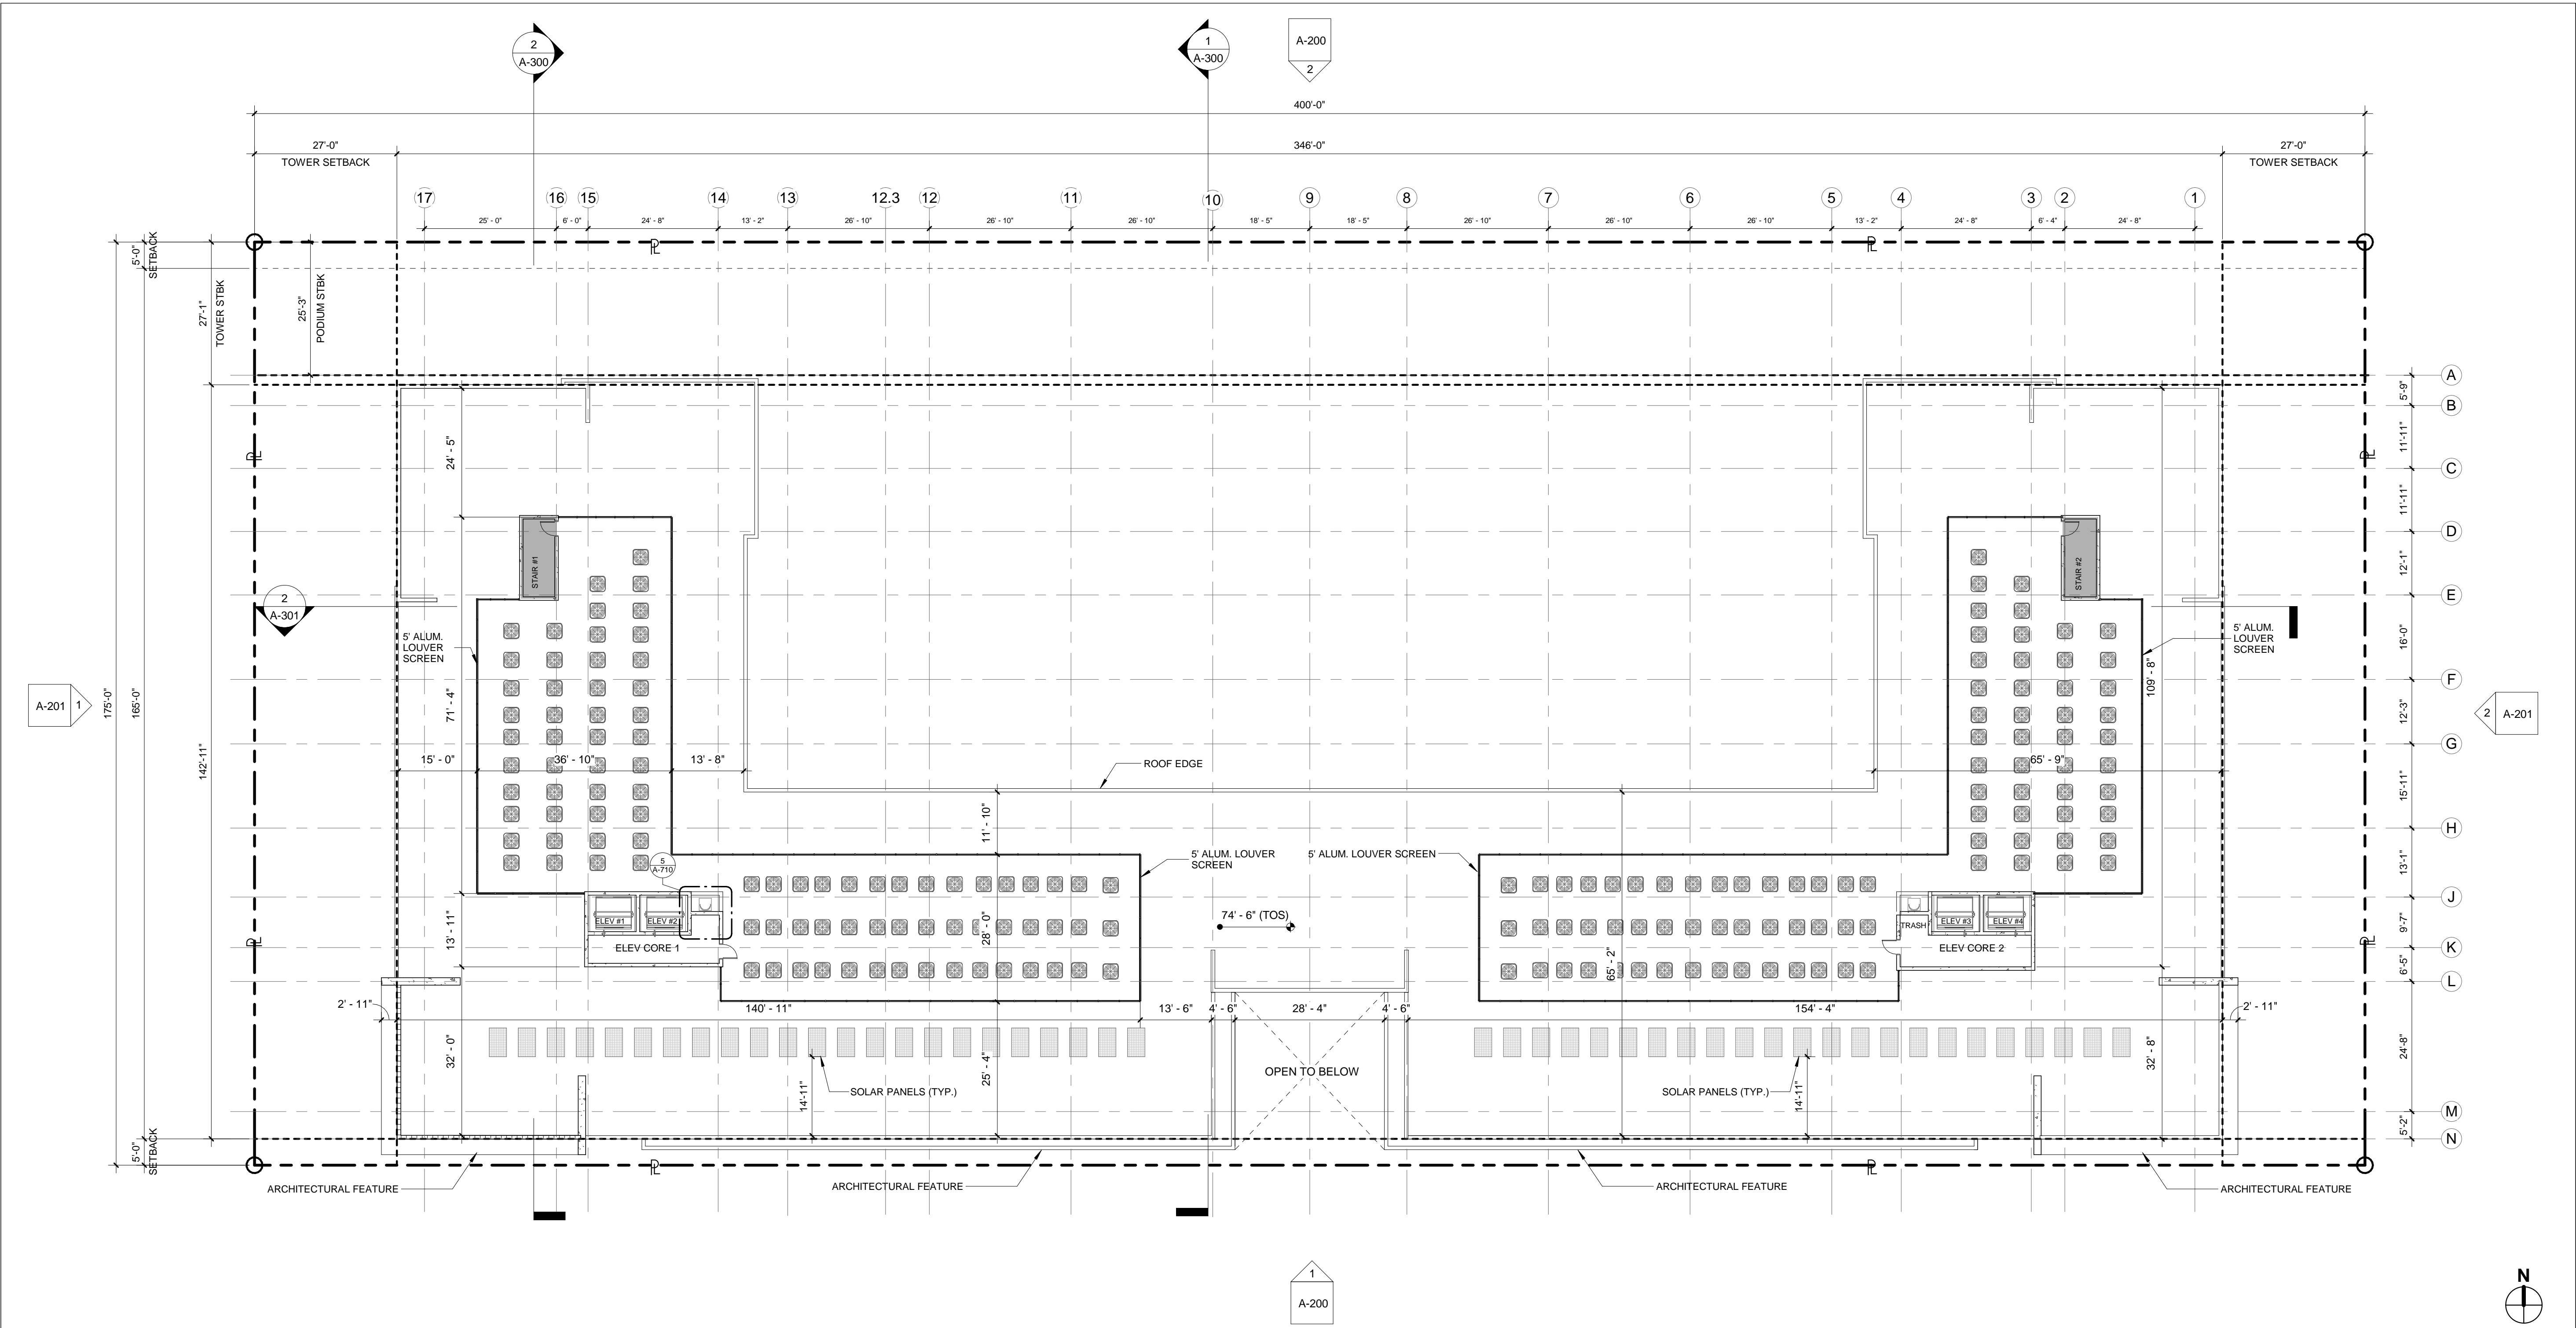 2
A-300
1
A-300
A-200
2
400'-0"
27'-0"
346'-0"
27'-0"
TOWER SETBACK
TOWER SETBACK
17
16
15
14
13
12.3
12
11
10
9
8
7
6
5
4
3
2
1
25' - 0"
6' - 0"
24' - 8"
13' - 2"
26' - 10"
26' - 10"
26' - 10"
18' - 5"
18' - 5"
26' - 10"
26' - 10"
26' - 10"
13' - 2"
24' - 8"
6' - 4"
24' - 8"
PL
PL
5'-0"
SETBACK
27'-1"
TOWER STBK
25'-3"
PODIUM STBK
A
5'-9"
B
11'-11"
C
11'-11"
D
12'-1"
E
16'-0"
F
12'-3"
G
15'-11"
H
13'-1"
J
9'-7"
K
6'-5"
L
24'-8"
M
5'-2"
N
PL
PL
24' - 5"
STAIR #1
STAIR #2
2
A-301
5' ALUM.
LOUVER
SCREEN
5' ALUM.
LOUVER
SCREEN
A-201
1
175'-0"
165'-0"
142'-11"
71' - 4"
109' - 8"
2
A-201
15' - 0"
36' - 10"
13' - 8"
ROOF EDGE
65' - 9"
11' - 10"
5
A-710
5' ALUM. LOUVER
SCREEN
5' ALUM. LOUVER SCREEN
ELEV #1
ELEV #2
ELEV CORE 1
13' - 11"
28' - 0"
74' - 6" (TOS)
65' - 2"
TRASH
ELEV #3
ELEV #4
ELEV CORE 2
PL
PL
2' - 11"
140' - 11"
13' - 6"
4' - 6"
28' - 4"
4' - 6"
154' - 4"
2' - 11"
32' - 0"
25' - 4"
32' - 8"
OPEN TO BELOW
14'-11"
SOLAR PANELS (TYP.)
SOLAR PANELS (TYP.)
14'-11"
5'-0"
SETBACK
PL
PL
ARCHITECTURAL FEATURE
ARCHITECTURAL FEATURE
ARCHITECTURAL FEATURE
ARCHITECTURAL FEATURE
1
A-200
N